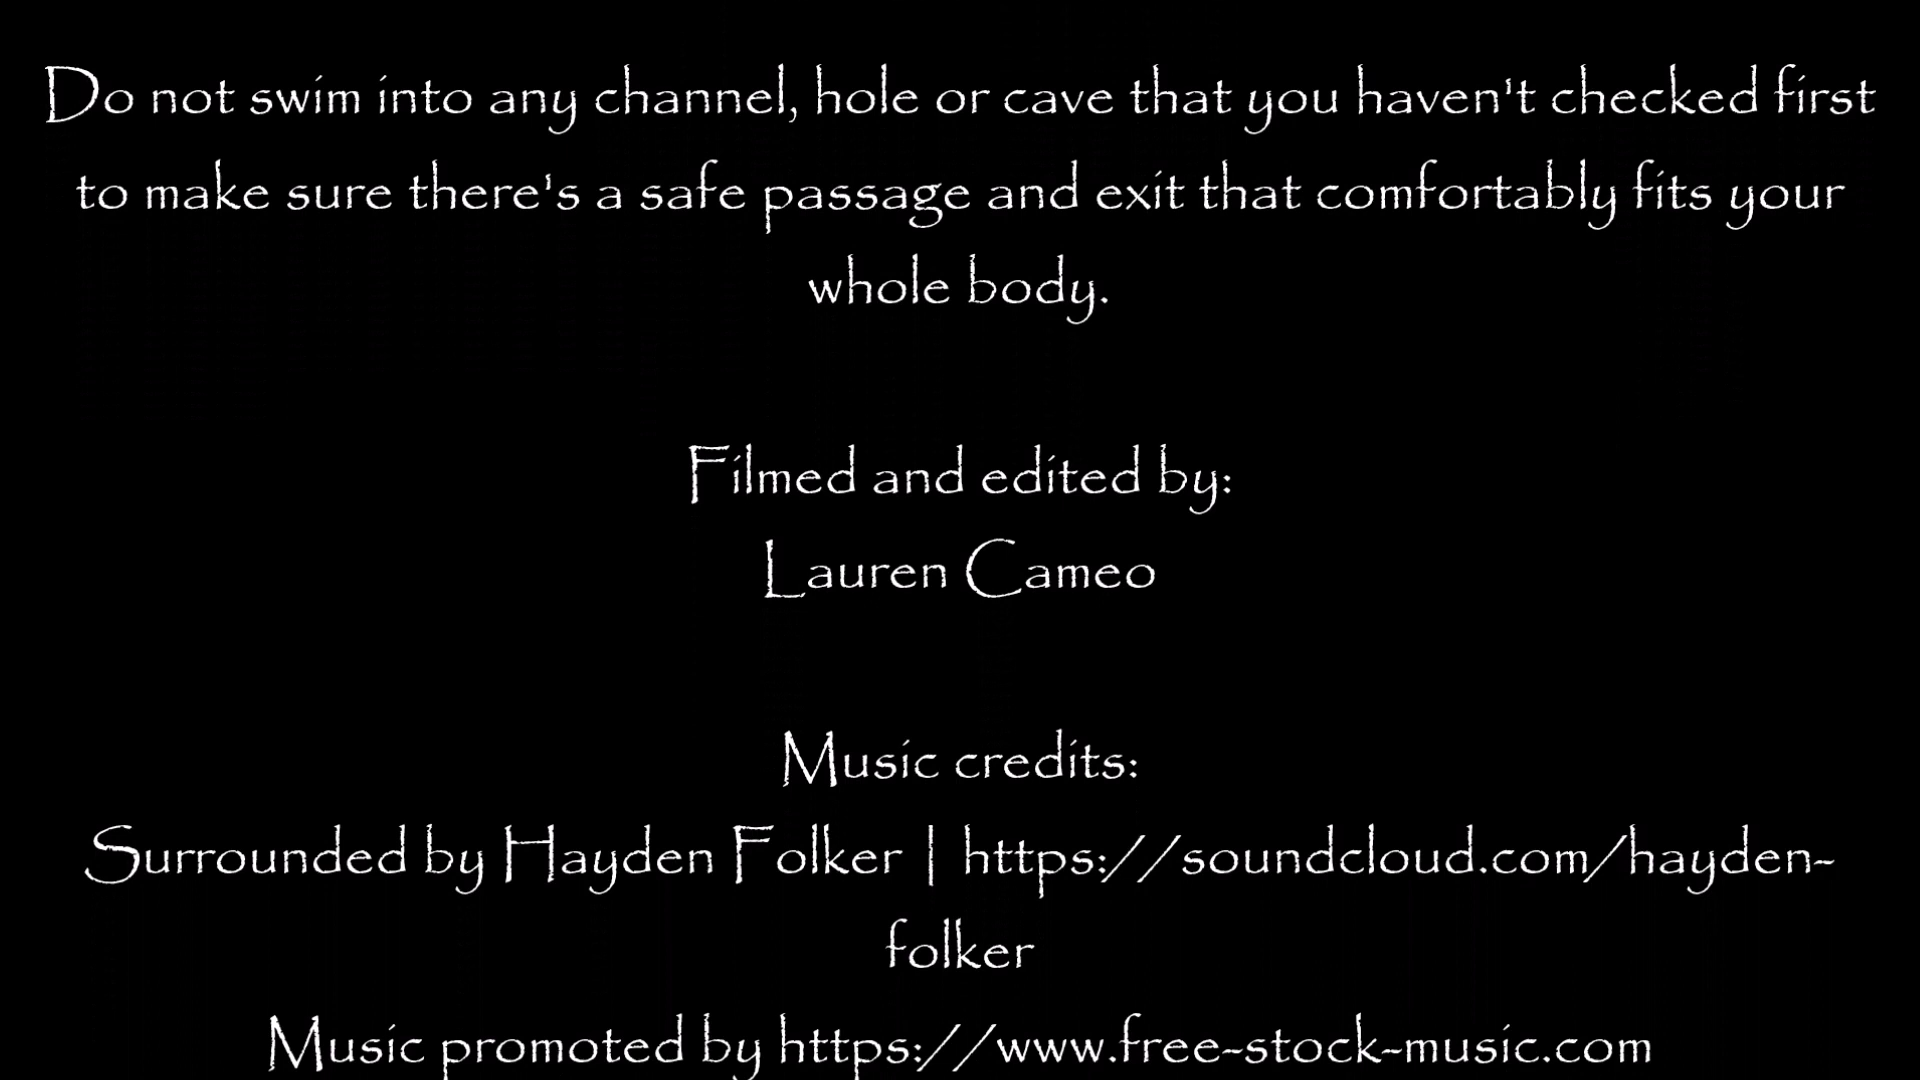 Do not swim into any channel, hole or cave that you haven't checked first
to make sure there's a safe passage and exit that comfortably fits your
whole body.
Filmed and edited by:
Lauren Cameo
Music credits:
Surrounded by Hayden Folker | https://soundcloud.com/hayden-
folker
Music promoted by https://www.free-stock-music.com